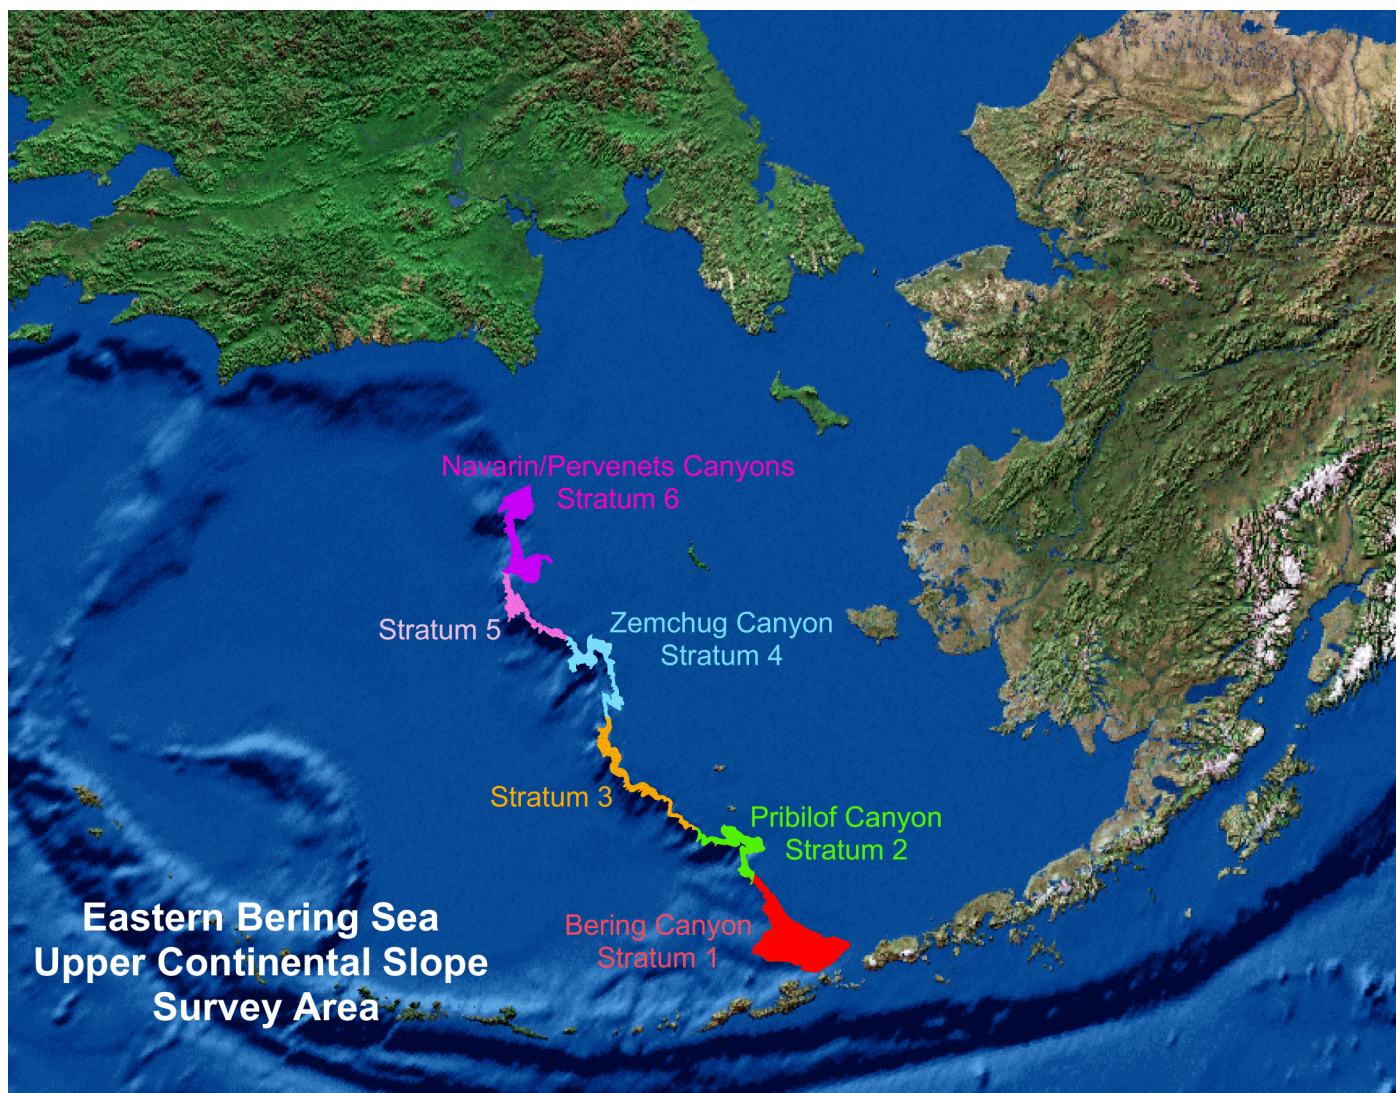 Navarin/Pervenets Canyons
Stratum 6
Stratum 5
Zemchug Canyon
Stratum 4
Stratum 3
Pribilof Canyon
Stratum 2
Bering Canyon
Stratum 1
Eastern Bering Sea
Upper Continental Slope
Survey Area